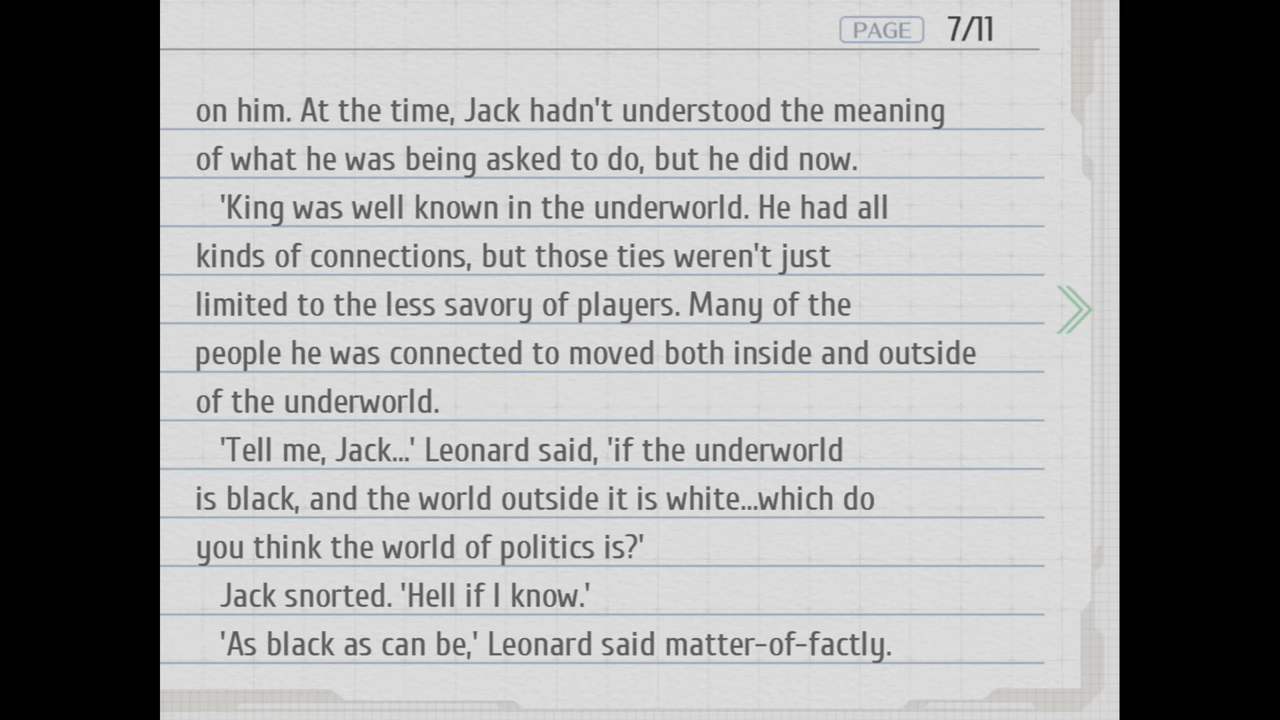 PAGE 7/11
on him. At the time, Jack hadn't understood the meaning
of what he was being asked to do, but he did now.
'King was well known in the underworld. He had all
kinds of connections, but those ties weren't just
limited to the less savory of players. Many of the
people he was connected to moved both inside and outside
of the underworld.
'Tell me, Jack...' Leonard said, 'if the underworld
is black, and the world outside it is white...which do
you think the world of politics is?'
Jack snorted. 'Hell if I know.'
'As black as can be,' Leonard said matter-of-factly.